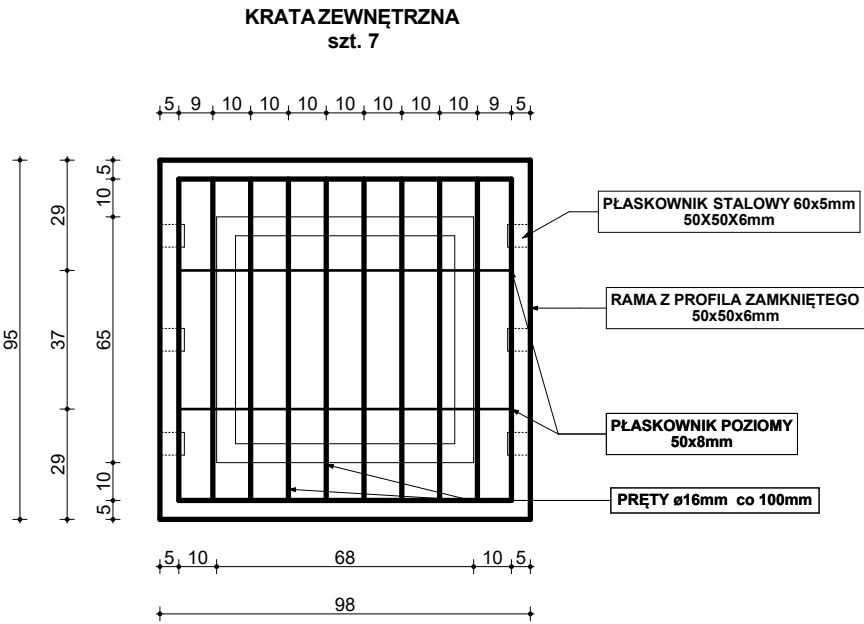 KRATA ZEWNĘTRZNA
szt. 7
5 9 10 10 10 10 10 10 10 9 5
5
10
29
PŁASKOWNIK STALOWY 60x5mm
50X50X6mm
RAMA Z PROFILA ZAMKNIĘTEGO
50x50x6mm
95
37
65
PŁASKOWNIK POZIOMY
50x8mm
29
10
5
PRĘTY ø16mm co 100mm
5 10 68 10 5
98